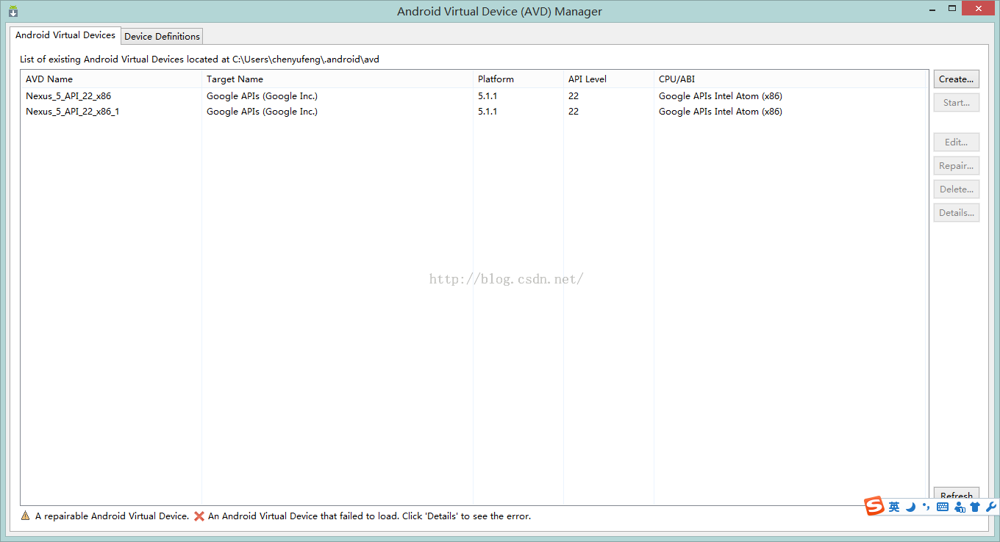 Android Virtual Device (AVD) Manager
Android Virtual Devices Device Definitions
List of existing Android Virtual Devices located at C:\Users\chenyufeng\.android\avd
AVD Name Target Name Platform API Level CPU/ABI Create...
Nexus_5_API_22_x86 Google APIs (Google Inc.) 5.1.1 22 Google APIs Intel Atom (x86)
Start...
Nexus_5_API_22_x86_1 Google APIs (Google Inc.) 5.1.1 22 Google APIs Intel Atom (x86)
Edit...
Repair...
Delete...
Details...
http://blog.csdn.net/
Refresh
S 英
A repairable Android Virtual Device. An Android Virtual Device that failed to load. Click 'Details' to see the error.